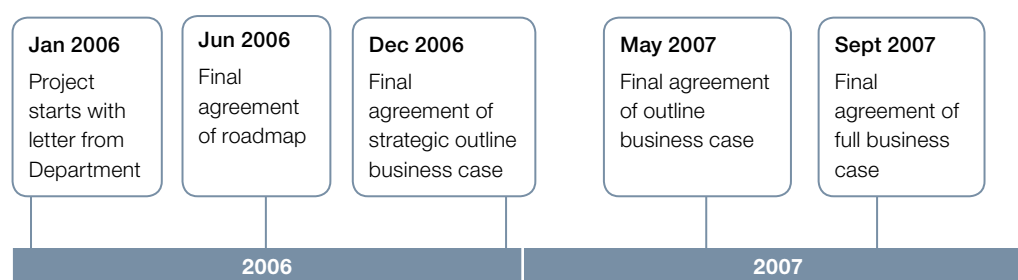 Jan 2006
Project
starts with
letter from
Department
Jun 2006
Final
agreement
of roadmap
Dec 2006
Final
agreement of
strategic outline
business case
May 2007
Final agreement
of outline
business case
Sept 2007
Final
agreement of
full business
case
2006
2007